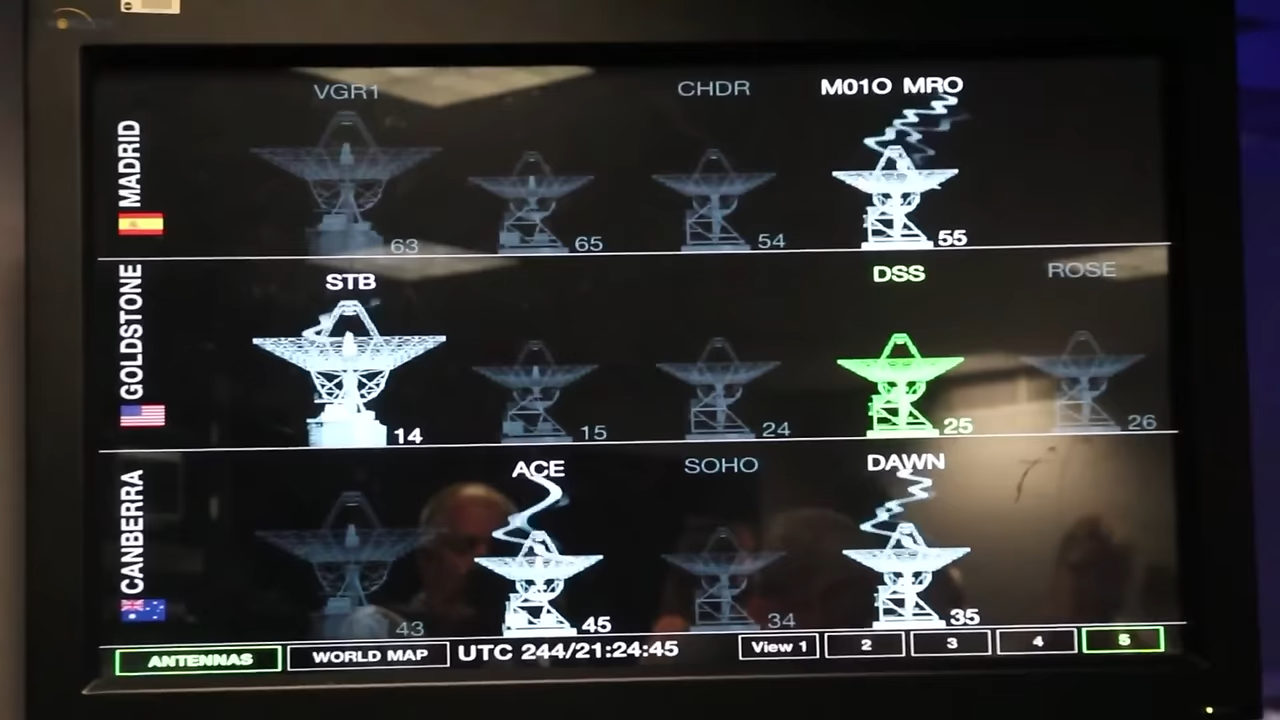 VGR1
CHDR
M01O MRO
MADRID
63
65
54
55
STB
DSS
ROSE
GOLDSTONE
14
15
24
25
26
ACE
SOHO
DAWN
CANBERRA
43
45
34
35
ANTENNAS
WORLD MAP
UTC 244/21:24:45
View 1
2
3
4
5